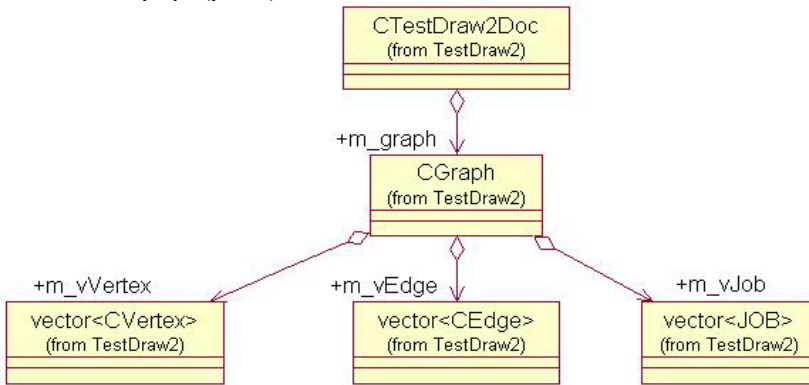 CTestDraw2Doc
(from TestDraw2)
+m_graph
CGraph
(from TestDraw2)
+m_vVertex
+m_vEdge
+m_vJob
vector<CVertex>
(from TestDraw2)
vector<CEdge>
(from TestDraw2)
vector<JOB>
(from TestDraw2)